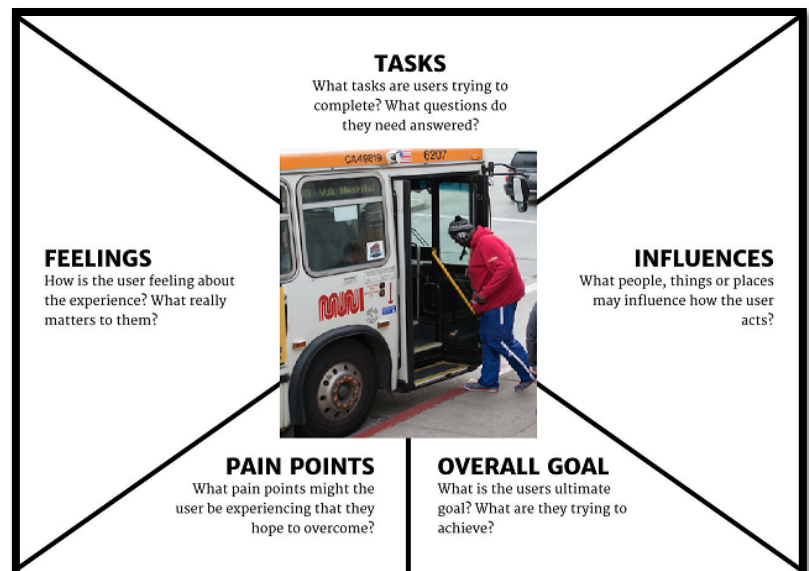 TASKS
What tasks are users trying to
complete? What questions do
they need answered?
CA49819
6207
V.A. Hospital
MUNI
FEELINGS
How is the user feeling about
the experience? What really
matters to them?
INFLUENCES
What people, things or places
may influence how the user
acts?
PAIN POINTS
What pain points might the
user be experiencing that they
hope to overcome?
OVERALL GOAL
What is the users ultimate
goal? What are they trying to
achieve?